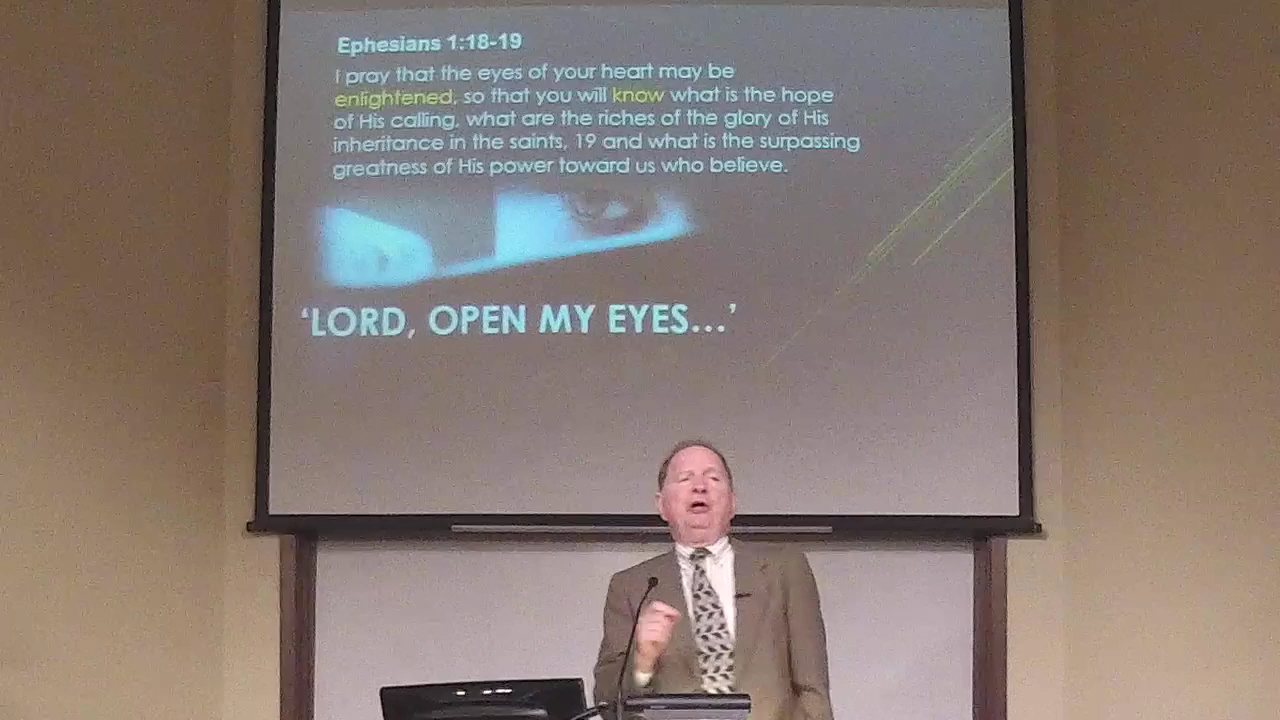 Ephesians 1:18-19
I pray that the eyes of your heart may be
enlightened, so that you will know what is the hope
of His calling, what are the riches of the glory of His
inheritance in the saints, 19 and what is the surpassing
greatness of His power toward us who believe.
‘LORD, OPEN MY EYES...’